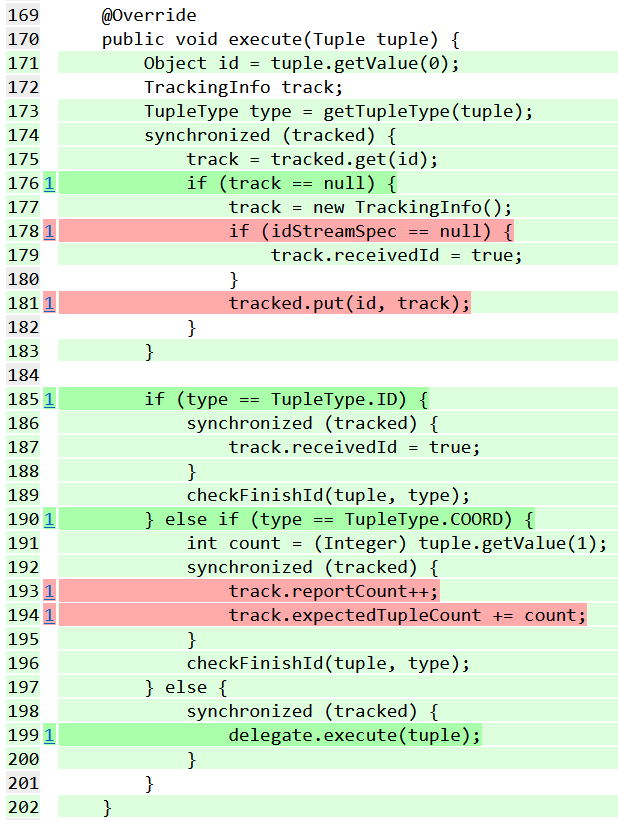 169 @Override
170 public void execute(Tuple tuple) {
171 Object id = tuple.getValue(0);
172 TrackingInfo track;
173 TupleType type = getTupleType(tuple);
174 synchronized (tracked) {
175 track = tracked.get(id);
176 1 if (track == null) {
177 track = new TrackingInfo();
178 1 if (idStreamSpec == null) {
179 track.receivedId = true;
180 }
181 1 tracked.put(id, track);
182 }
183 }
184
185 1 if (type == TupleType.ID) {
186 synchronized (tracked) {
187 track.receivedId = true;
188 }
189 checkFinishId(tuple, type);
190 1 } else if (type == TupleType.COORD) {
191 int count = (Integer) tuple.getValue(1);
192 synchronized (tracked) {
193 1 track.reportCount++;
194 1 track.expectedTupleCount += count;
195 }
196 checkFinishId(tuple, type);
197 } else {
198 synchronized (tracked) {
199 1 delegate.execute(tuple);
200 }
201 }
202 }